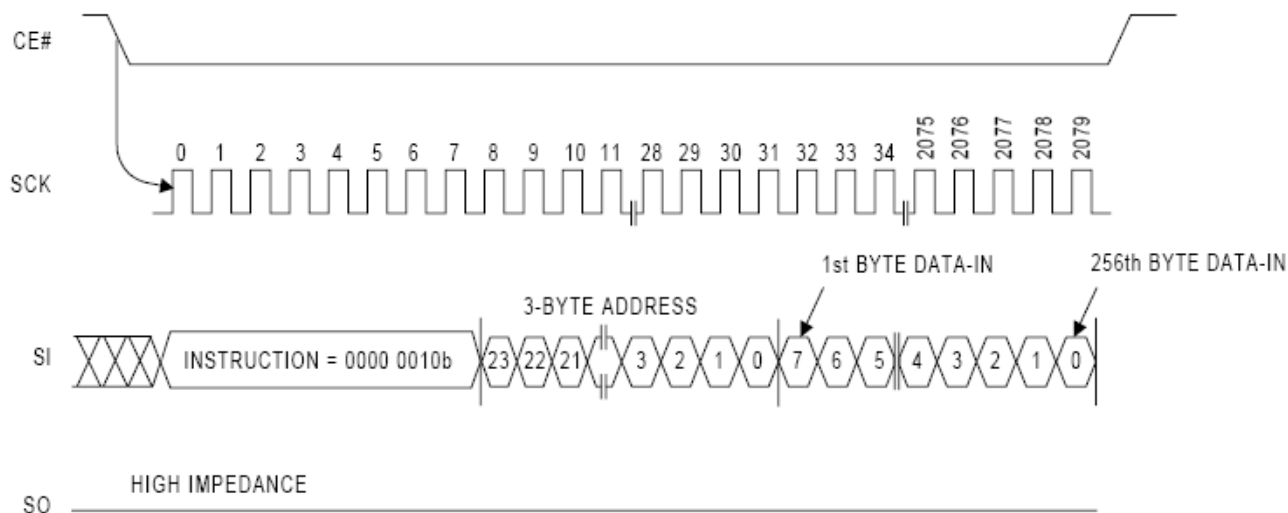 CE#
0 1 2 3 4 5 6 7 8 9 10 11 28 29 30 31 32 33 34 2075 2076 2077 2078 2079
SCK
1st BYTE DATA-IN 256th BYTE DATA-IN
3-BYTE ADDRESS
SI INSTRUCTION = 0000 0010b 23 22 21 3 2 1 0 7 6 5 4 3 2 1 0
HIGH IMPEDANCE
SO